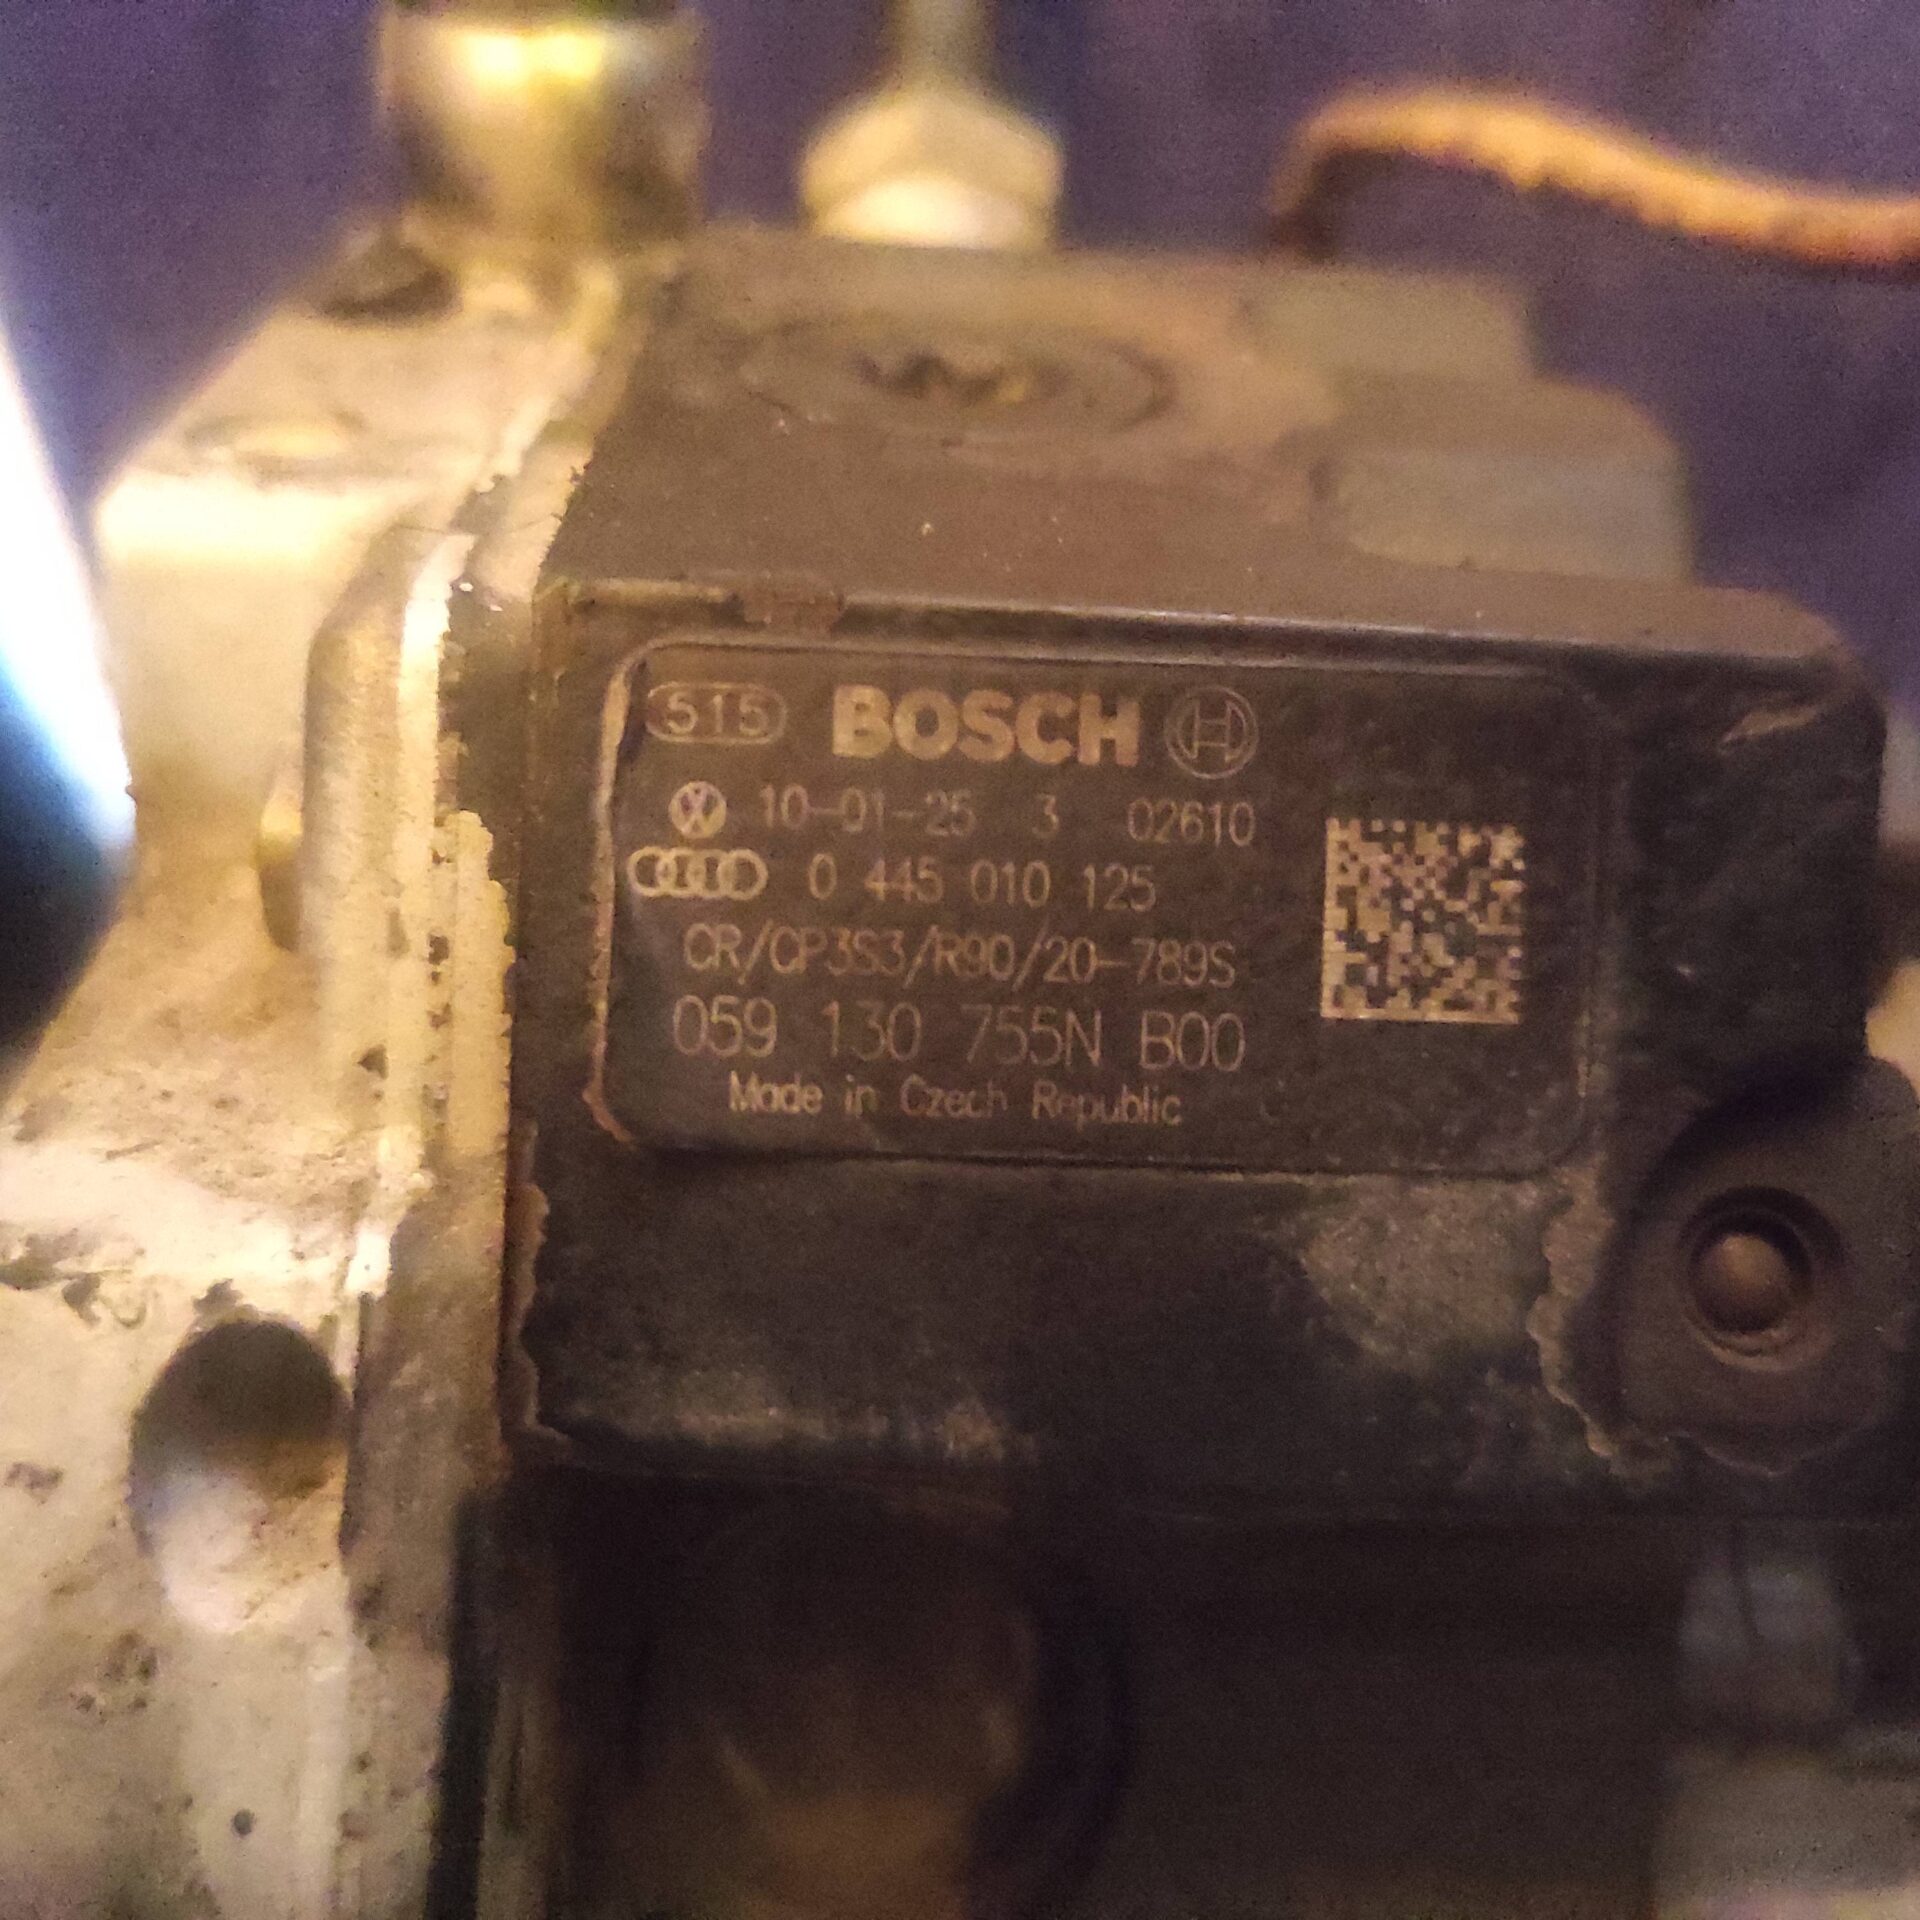 515 BOSCH
10-01-25 3 02610
0 445 010 125
CR/CP3S3/R90/20-789S
059 130 755N B00
Made in Czech Republic